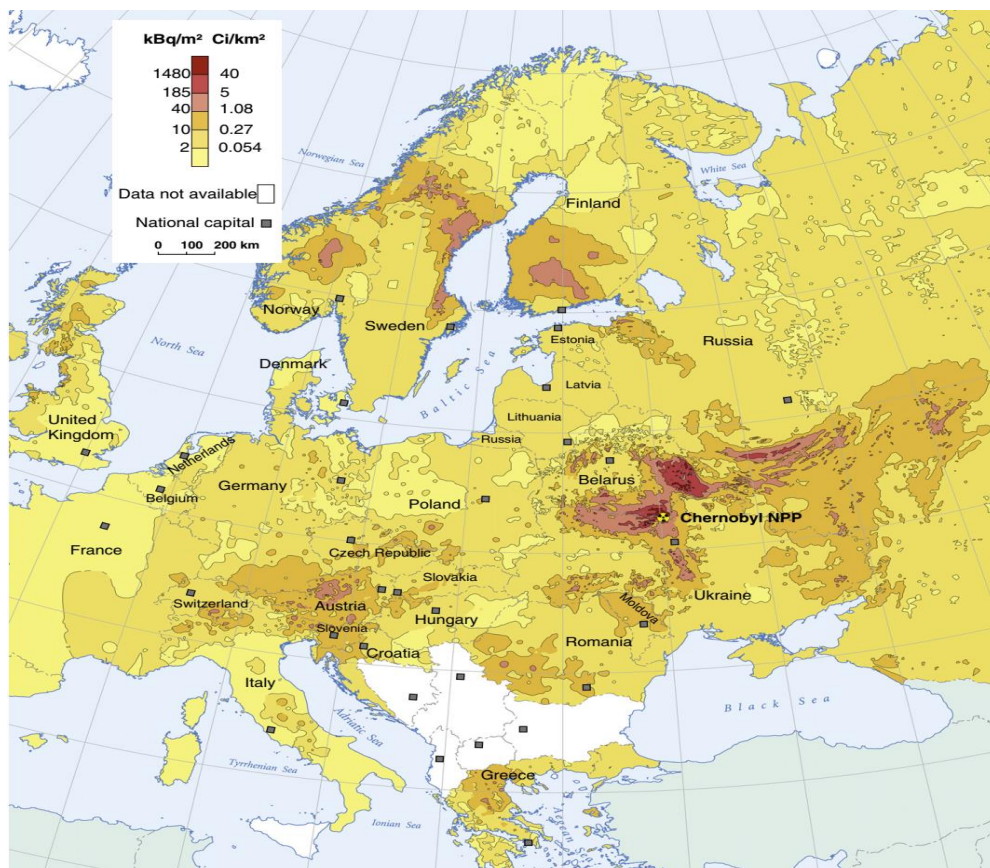 kBq/m² Ci/km²
1480 40
185 5
40 1.08
10 0.27
2 0.054
Data not available
National capital
0 100 200 km
Norwegian Sea
White Sea
Finland
Norway
Sweden
Estonia
Russia
North Sea
Denmark
Baltic Sea
Latvia
Lithuania
United
Kingdom
Netherlands
Russia
Belarus
Germany
Belgium
Poland
Chernobyl NPP
France
Czech Republic
Slovakia
Ukraine
Switzerland
Austria
Moldova
Hungary
Slovenia
Romania
Croatia
Italy
Adriatic Sea
Black Sea
Tyrrhenian Sea
Greece
Ionian Sea
Aegean